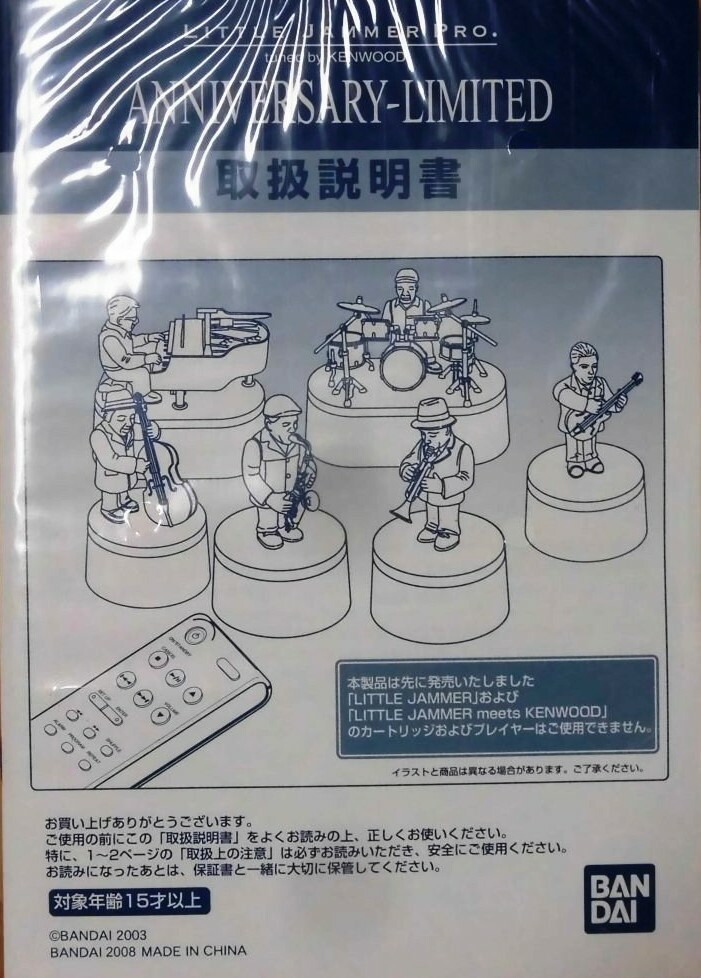 LITTLE JAMMER PRO.
tuned by KENWOOD
ANNIVERSARY-LIMITED
取扱説明書
ON/STANDBY
VOLUME
本製品は先に発売いたしました
「LITTLE JAMMER」および
「LITTLE JAMMER meets KENWOOD」
のカートリッジおよびプレイヤーはご使用できません。
イラストと商品は異なる場合があります。ご了承ください。
お買い上げありがとうございます。
ご使用の前にこの「取扱説明書」をよくお読みの上、正しくお使いください。
特に、1〜2ページの「取扱上の注意」は必ずお読みいただき、安全にご使用ください。
お読みになったあとは、保証書と一緒に大切に保管してください。
対象年齢15才以上
BAN
DAI
©BANDAI 2003
BANDAI 2008 MADE IN CHINA